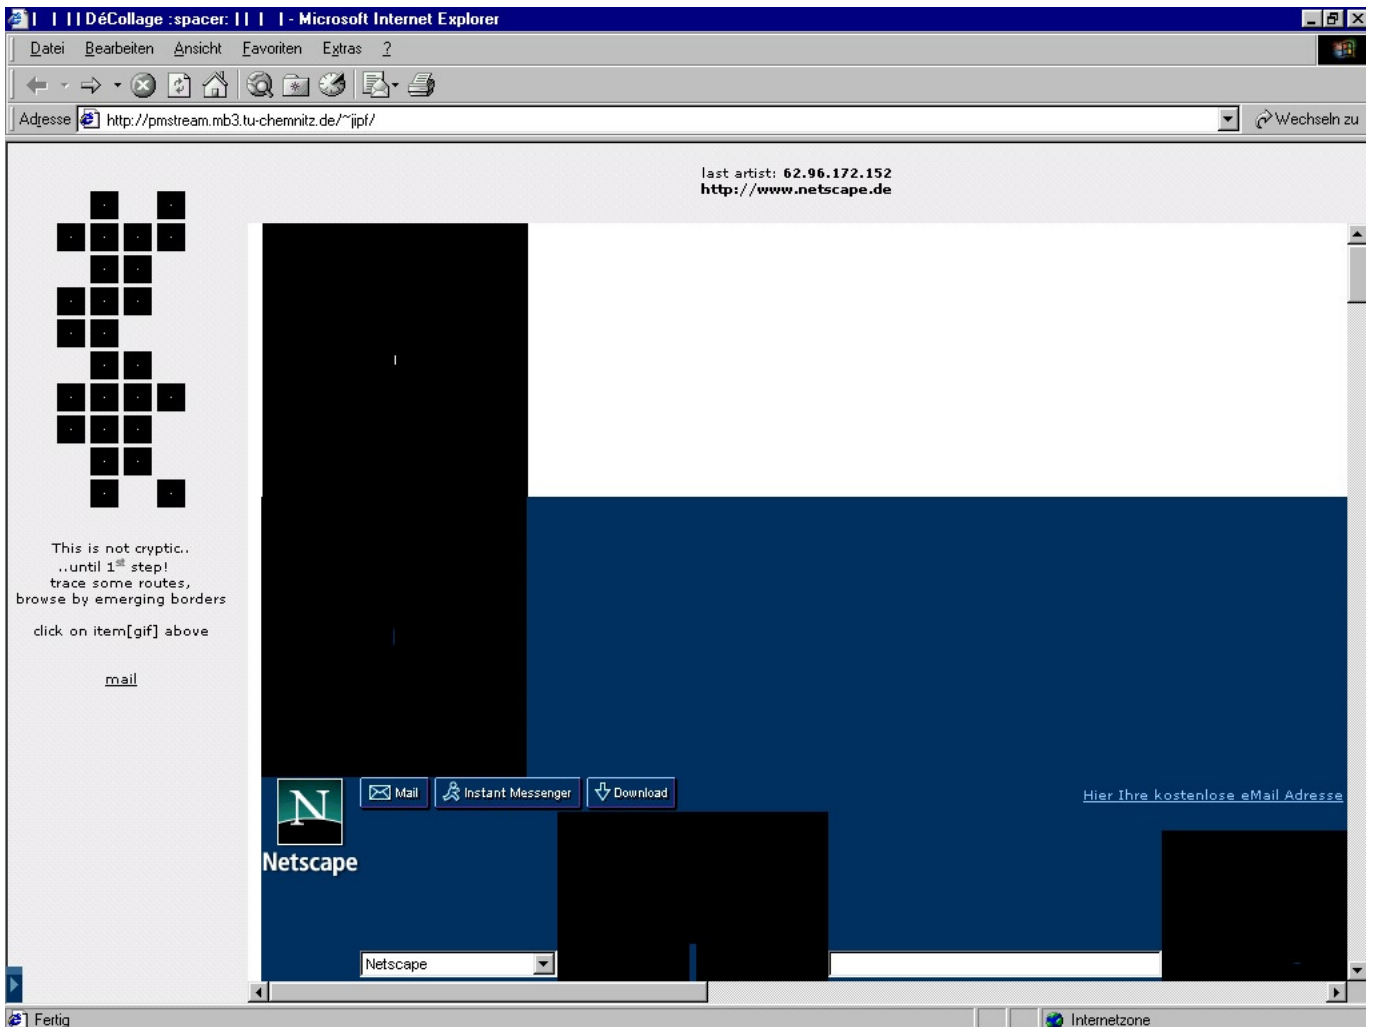 | | || DéCollage :spacer: || | | - Microsoft Internet Explorer
Datei Bearbeiten Ansicht Favoriten Extras ?
Adresse http://pmstream.mb3.tu-chemnitz.de/~jipf/ Wechseln zu
last artist: 62.96.172.152
http://www.netscape.de
This is not cryptic..
..until 1st step!
trace some routes,
browse by emerging borders
click on item[gif] above
mail
Mail Instant Messenger Download
Hier Ihre kostenlose eMail Adresse
N
Netscape
Netscape
Fertig Internetzone